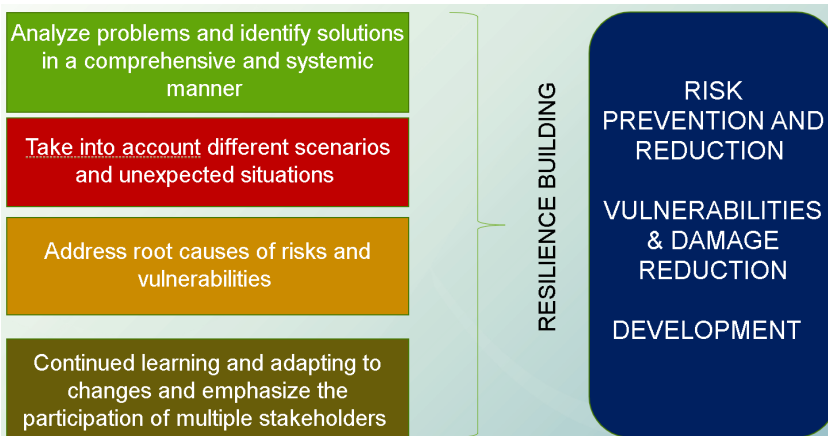 Analyze problems and identify solutions
in a comprehensive and systemic
manner
Take into account different scenarios
and unexpected situations
Address root causes of risks and
vulnerabilities
Continued learning and adapting to
changes and emphasize the
participation of multiple stakeholders
RESILIENCE BUILDING
RISK
PREVENTION AND
REDUCTION
VULNERABILITIES
& DAMAGE
REDUCTION
DEVELOPMENT